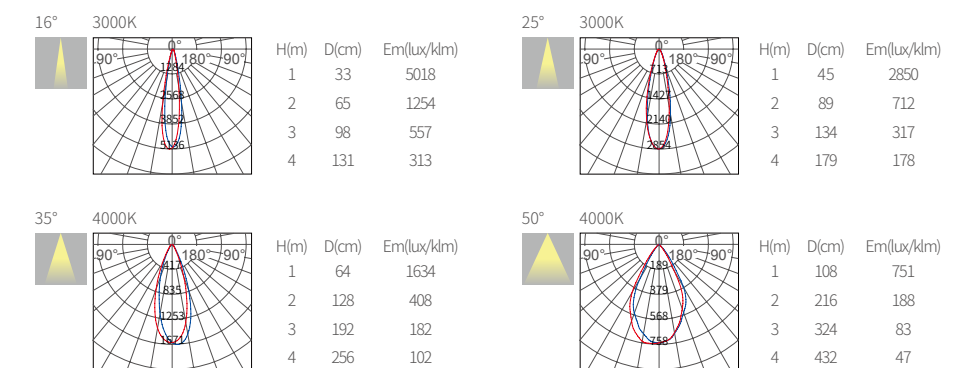 16° 3000K
0°
90° 180° 90°
1284
2568
3852
5136
H(m) D(cm) Em(lux/klm)
1 33 5018
2 65 1254
3 98 557
4 131 313
25° 3000K
0°
90° 180° 90°
713
1427
2140
2854
H(m) D(cm) Em(lux/klm)
1 45 2850
2 89 712
3 134 317
4 179 178
35° 4000K
0°
90° 180° 90°
417
835
1253
1671
H(m) D(cm) Em(lux/klm)
1 64 1634
2 128 408
3 192 182
4 256 102
50° 4000K
0°
90° 180° 90°
189
379
568
758
H(m) D(cm) Em(lux/klm)
1 108 751
2 216 188
3 324 83
4 432 47